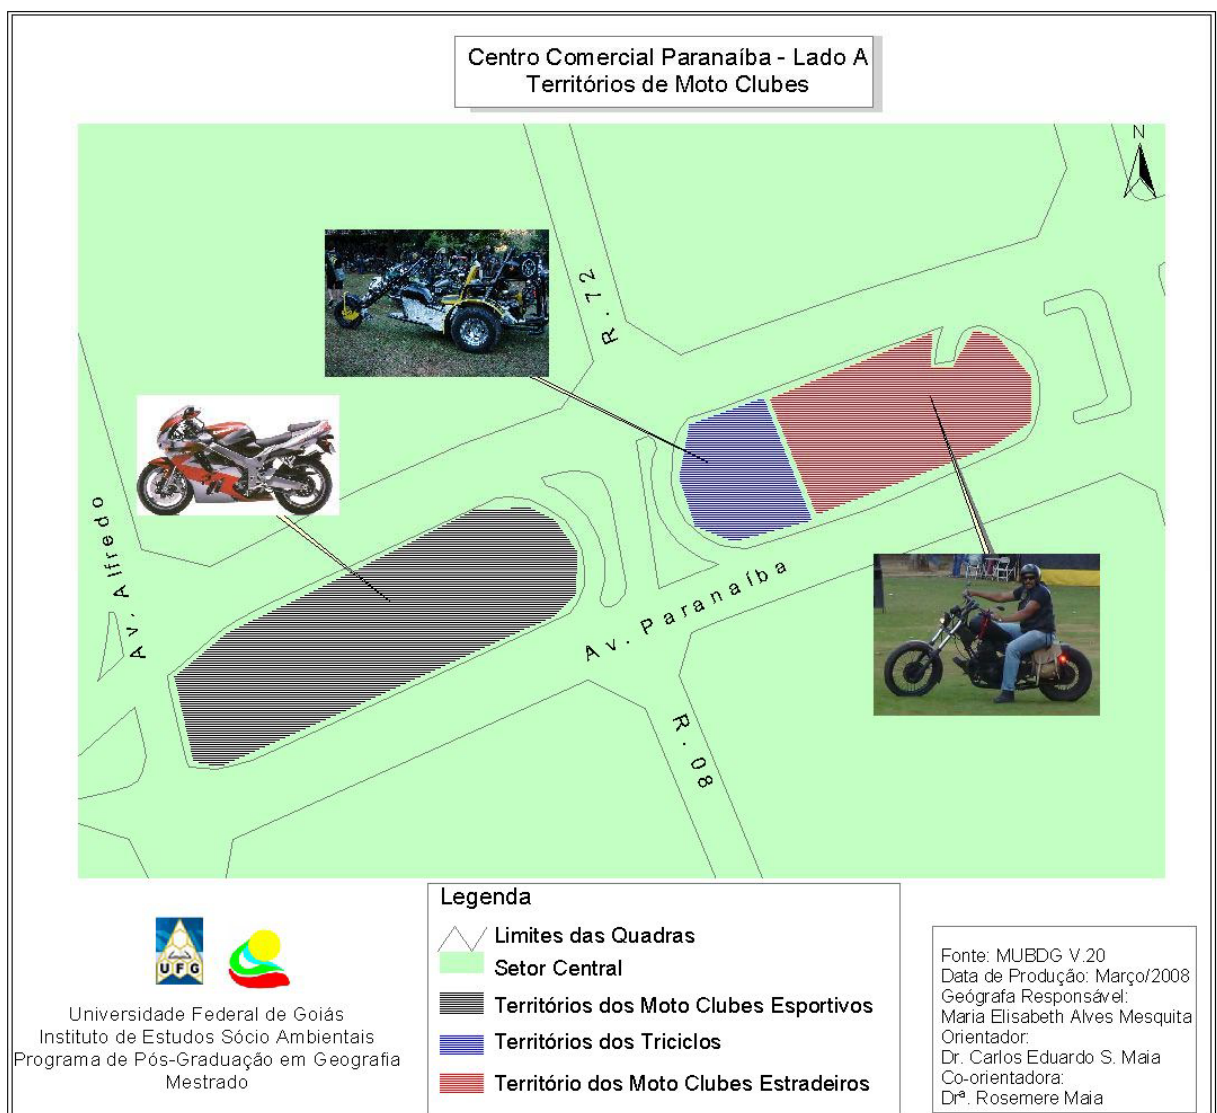 Centro Comercial Paranaíba - Lado A
Territórios de Moto Clubes
N
R. 72
Av. Alfredo
Av. Paranaíba
R. 08
Legenda
Limites das Quadras
Setor Central
Territórios dos Moto Clubes Esportivos
Territórios dos Triciclos
Território dos Moto Clubes Estradeiros
UFG
Universidade Federal de Goiás
Instituto de Estudos Sócio Ambientais
Programa de Pós-Graduação em Geografia
Mestrado
Fonte: MUBDG V.20
Data de Produção: Março/2008
Geógrafa Responsável:
Maria Elisabeth Alves Mesquita
Orientador:
Dr. Carlos Eduardo S. Maia
Co-orientadora:
Drª. Rosemere Maia